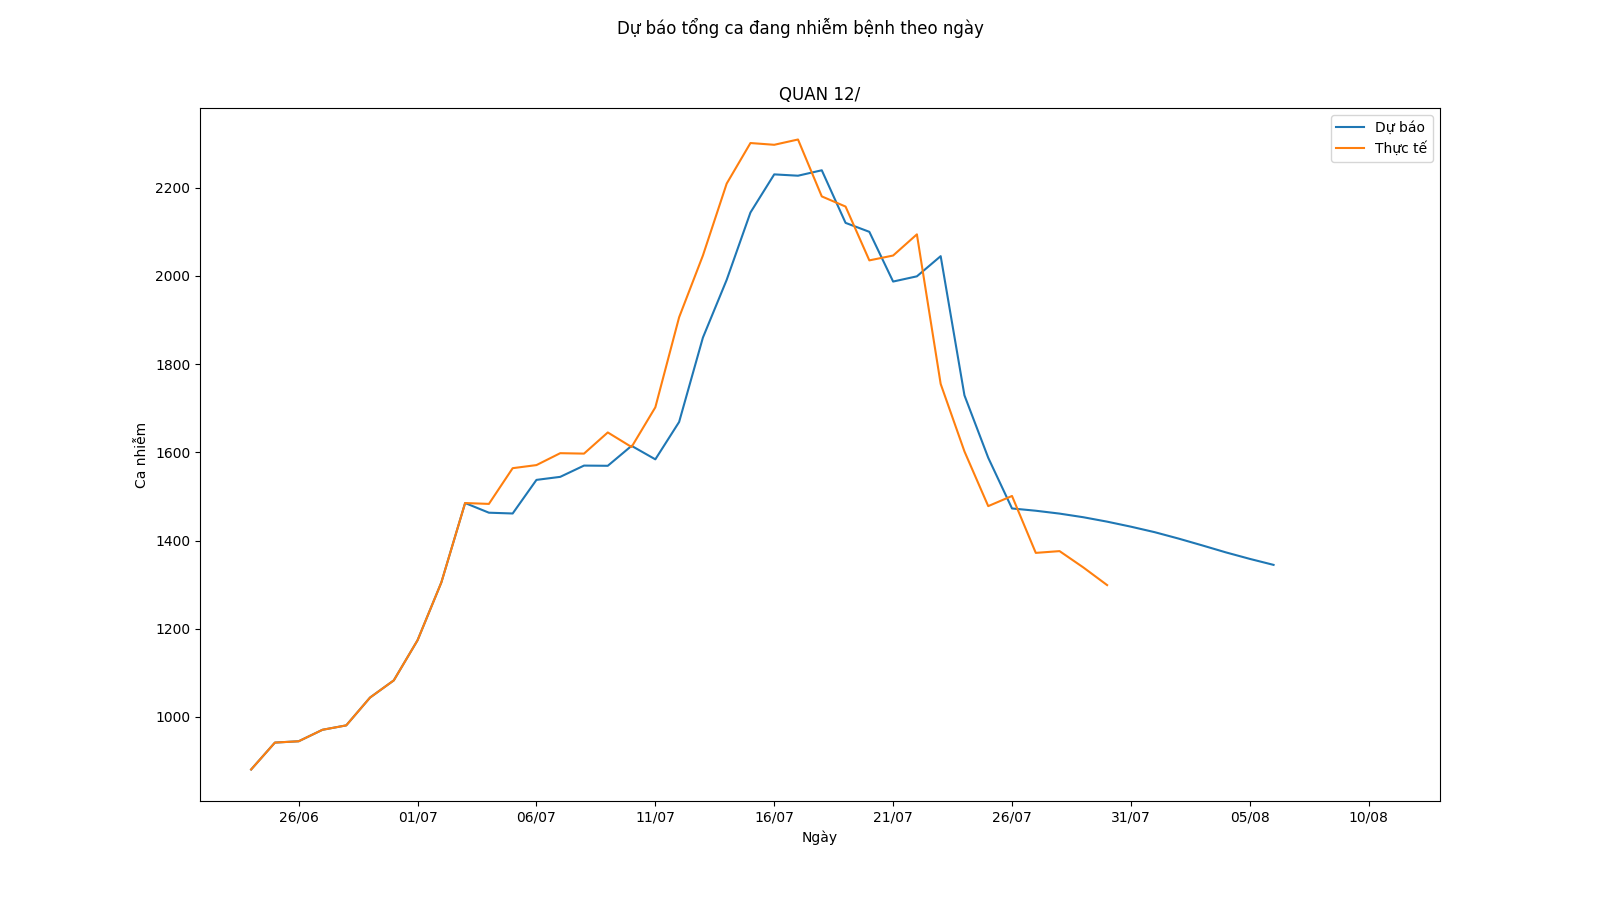 Dự báo tổng ca đang nhiễm bệnh theo ngày
QUAN 12/
Dự báo
Thực tế
2200
2000
1800
1600
1400
1200
1000
Ca nhiễm
26/06 01/07 06/07 11/07 16/07 21/07 26/07 31/07 05/08 10/08
Ngày